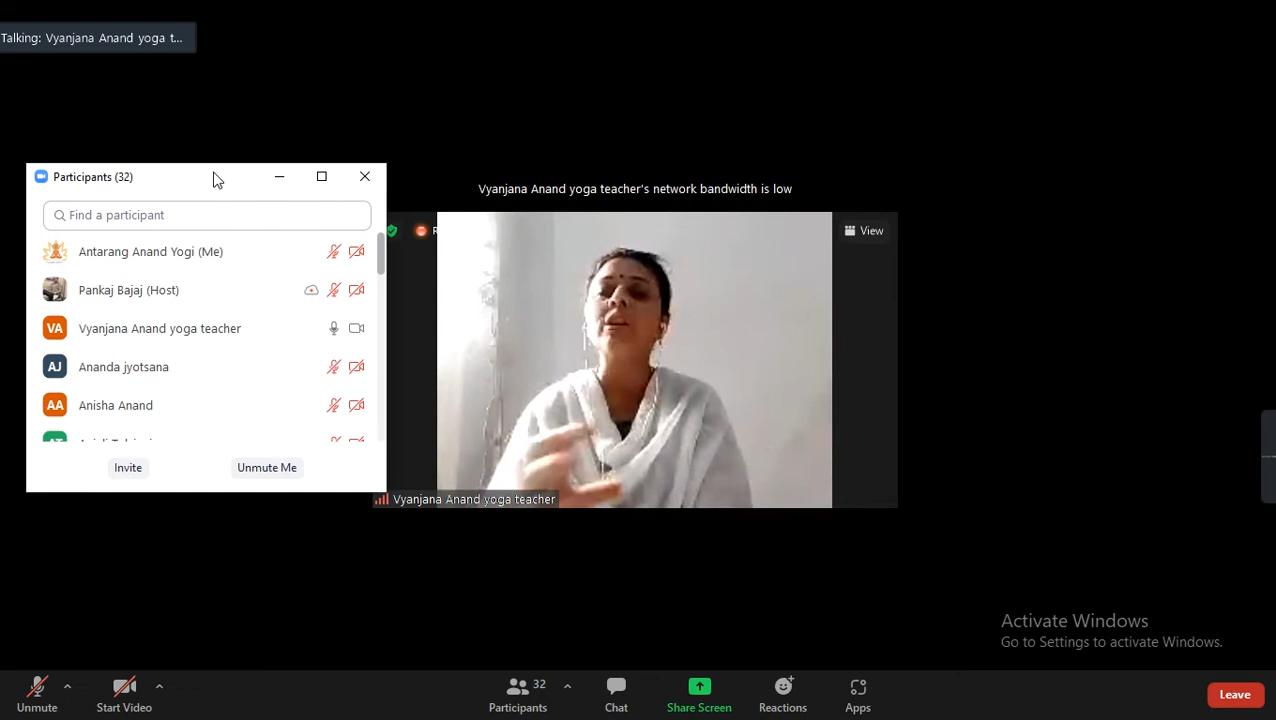 Talking: Vyanjana Anand yoga t...
Participants (32)
Find a participant
Antarang Anand Yogi (Me)
Pankaj Bajaj (Host)
VA Vyanjana Anand yoga teacher
AJ Ananda jyotsana
AA Anisha Anand
Invite
Unmute Me
Vyanjana Anand yoga teacher's network bandwidth is low
View
Vyanjana Anand yoga teacher
Activate Windows
Go to Settings to activate Windows.
Unmute
Start Video
32
Participants
Chat
Share Screen
Reactions
Apps
Leave